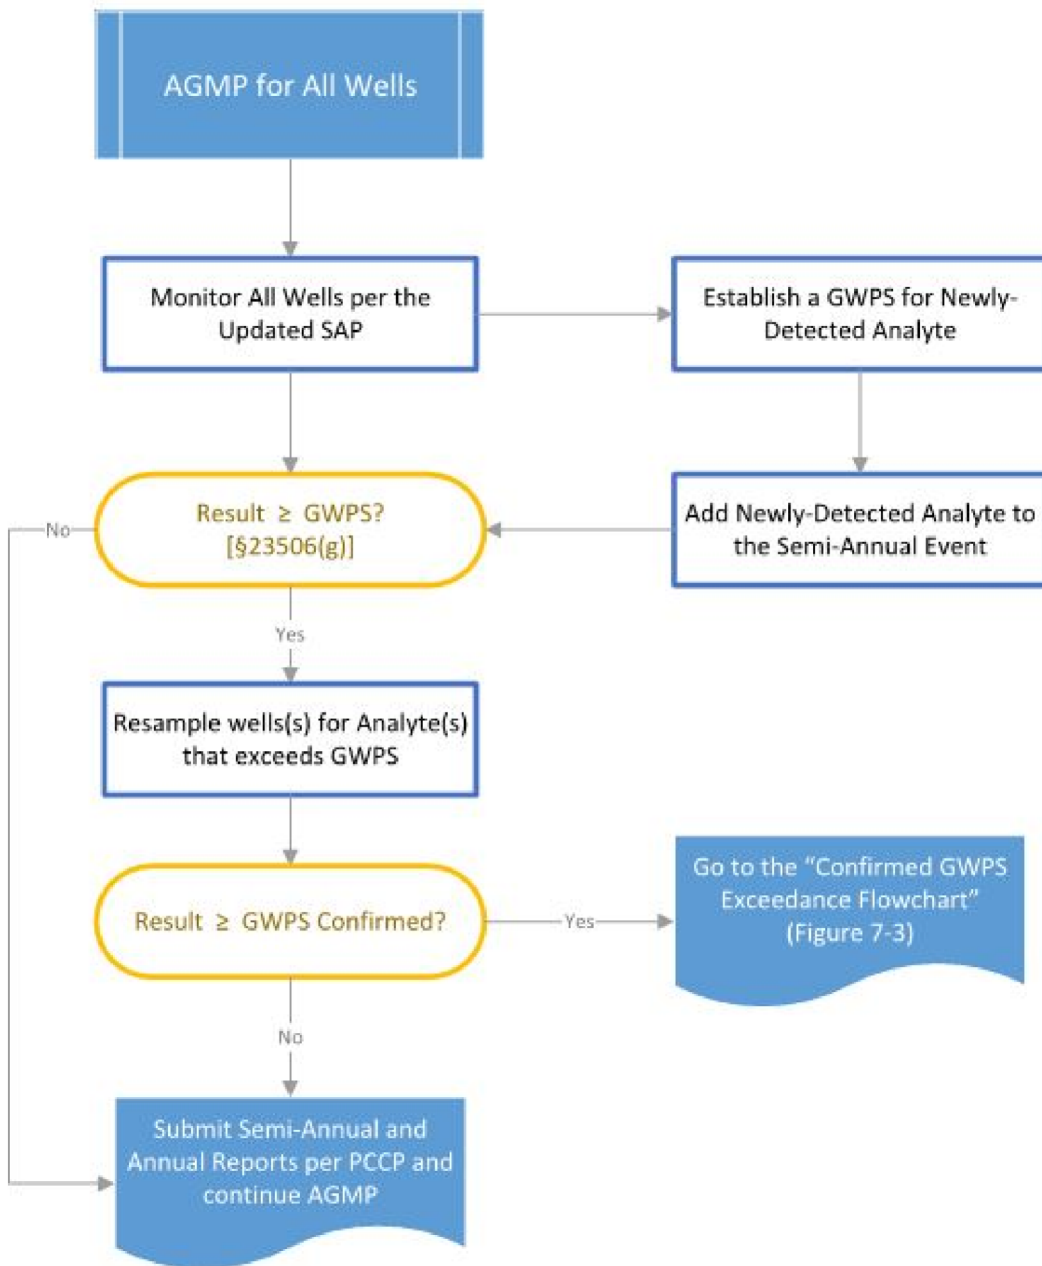 AGMP for All Wells
Monitor All Wells per the
Updated SAP
Establish a GWPS for Newly-
Detected Analyte
Result ≥ GWPS?
[§23506(g)]
Add Newly-Detected Analyte to
the Semi-Annual Event
No
Yes
Resample wells(s) for Analyte(s)
that exceeds GWPS
Result ≥ GWPS Confirmed?
Yes
Go to the “Confirmed GWPS
Exceedance Flowchart”
(Figure 7-3)
No
Submit Semi-Annual and
Annual Reports per PCCP and
continue AGMP